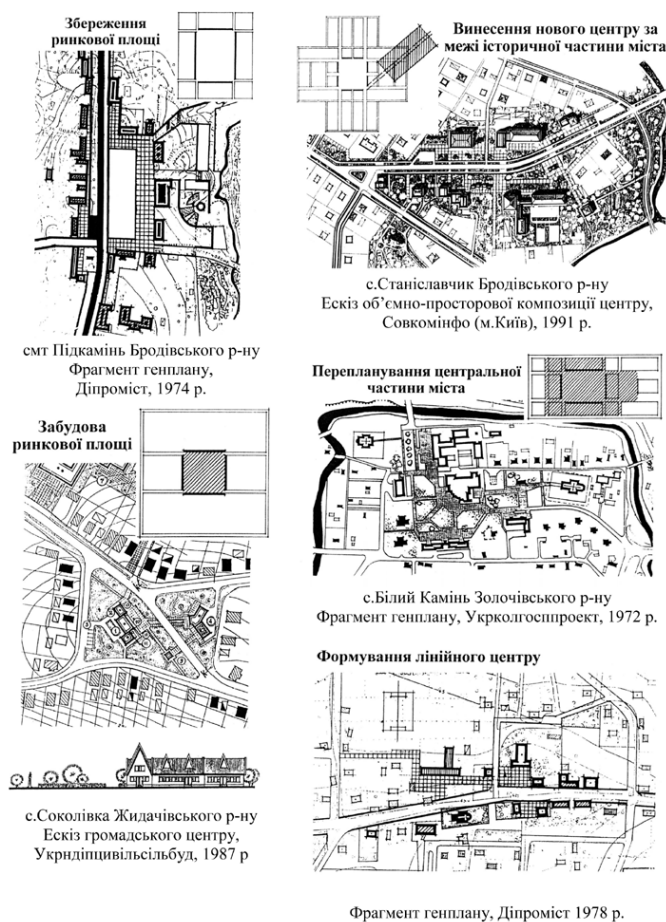 Збереження
ринкової площі
смт Підкамінь Бродівського р-ну
Фрагмент генплану,
Діпроміст, 1974 р.
Забудова
ринкової площі
с.Соколівка Жидачівського р-ну
Ескіз громадського центру,
Укрндіпцивільсільбуд, 1987 р
Винесення нового центру за
межі історичної частини міста
с.Станіславчик Бродівського р-ну
Ескіз об’ємно-просторової композиції центру,
Совкомінфо (м.Київ), 1991 р.
Перепланування центральної
частини міста
с.Білий Камінь Золочівського р-ну
Фрагмент генплану, Укрколгосппроект, 1972 р.
Формування лінійного центру
Фрагмент генплану, Діпроміст 1978 р.